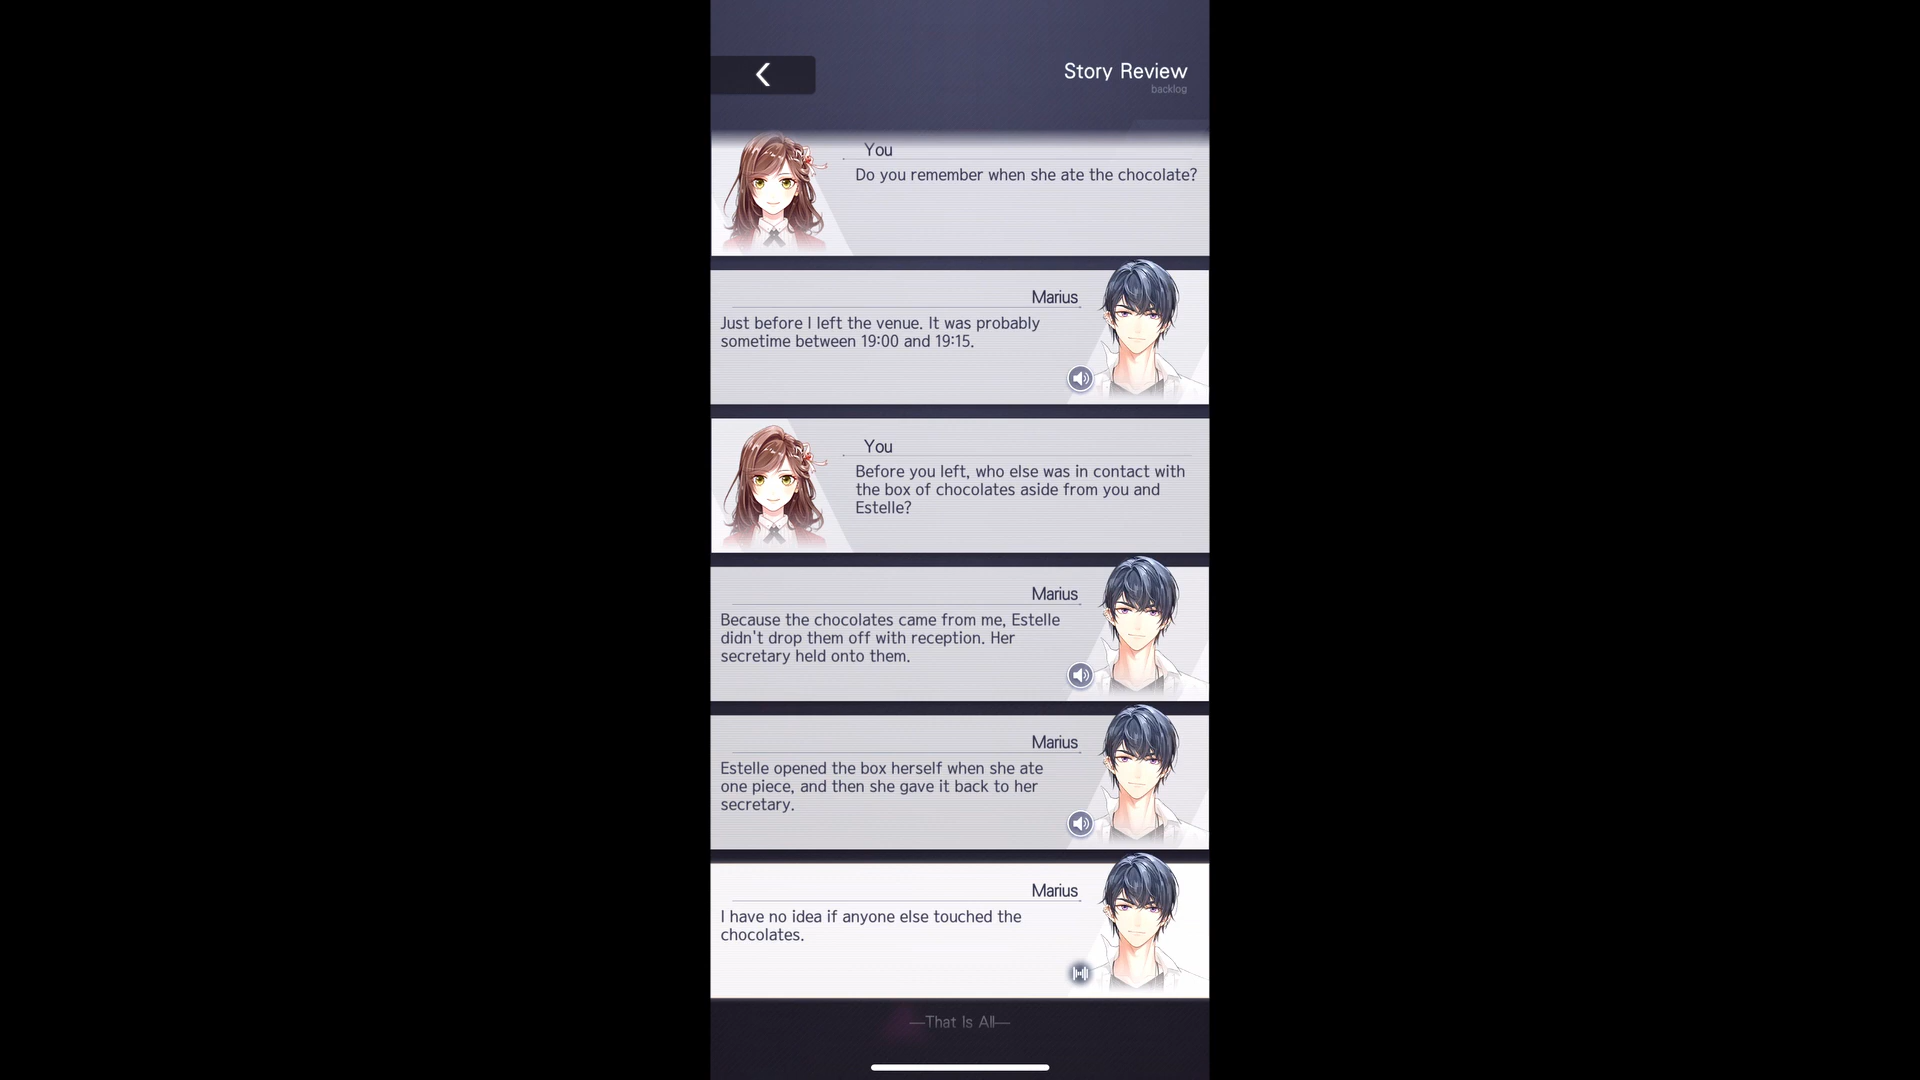 Story Review
backlog
You
Do you remember when she ate the chocolate?
Marius
Just before I left the venue. It was probably
sometime between 19:00 and 19:15.
You
Before you left, who else was in contact with
the box of chocolates aside from you and
Estelle?
Marius
Because the chocolates came from me, Estelle
didn't drop them off with reception. Her
secretary held onto them.
Marius
Estelle opened the box herself when she ate
one piece, and then she gave it back to her
secretary.
Marius
I have no idea if anyone else touched the
chocolates.
—That Is All—